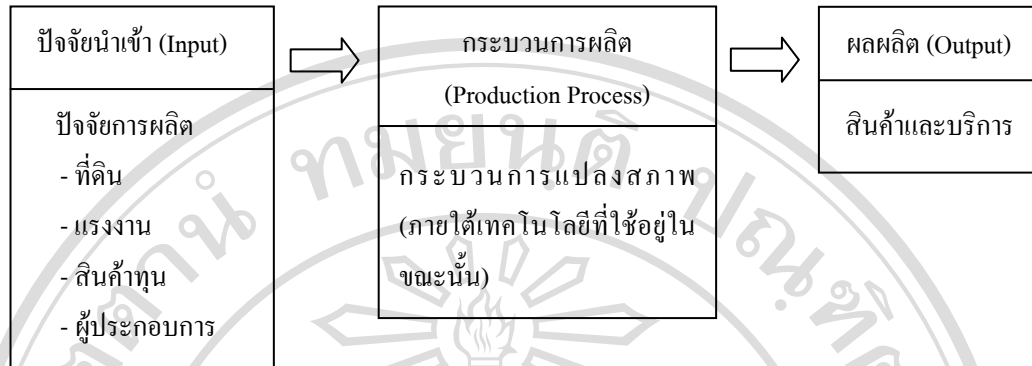 ปัจจัยนำเข้า (Input)
ปัจจัยการผลิต
- ที่ดิน
- แรงงาน
- สินค้าทุน
- ผู้ประกอบการ
กระบวนการผลิต
(Production Process)
กระบวนการแปลงสภาพ
(ภายใต้เทคโนโลยีที่ใช้อยู่ใน
ขณะนั้น)
ผลผลิต (Output)
สินค้าและบริการ